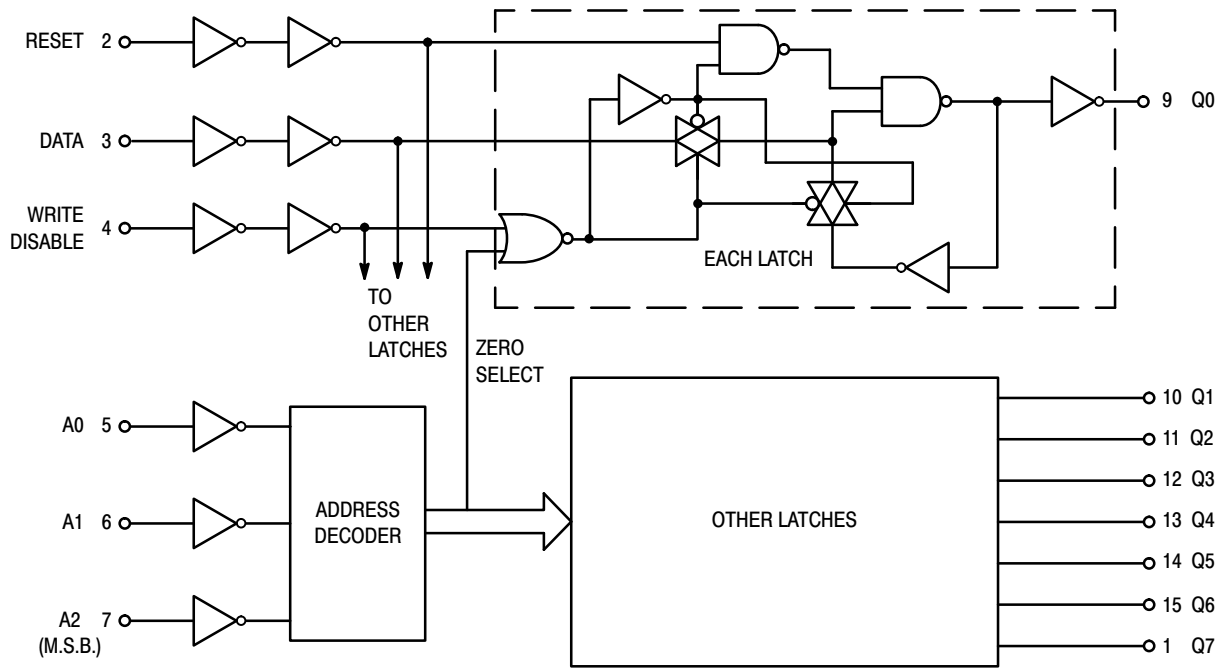 RESET 2
DATA 3
WRITE
DISABLE 4
9 Q0
EACH LATCH
TO
OTHER
LATCHES
ZERO
SELECT
A0 5
A1 6
A2 7
(M.S.B.)
ADDRESS
DECODER
OTHER LATCHES
10 Q1
11 Q2
12 Q3
13 Q4
14 Q5
15 Q6
1 Q7